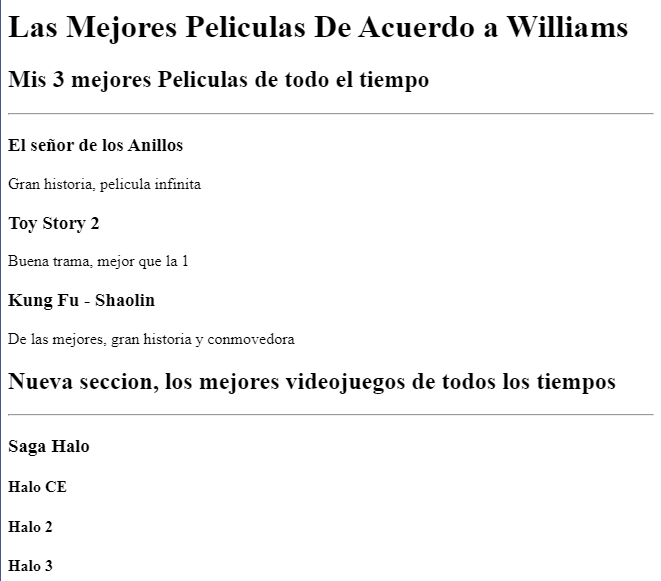 Las Mejores Peliculas De Acuerdo a Williams
Mis 3 mejores Peliculas de todo el tiempo
El señor de los Anillos
Gran historia, pelicula infinita
Toy Story 2
Buena trama, mejor que la 1
Kung Fu - Shaolin
De las mejores, gran historia y conmovedora
Nueva seccion, los mejores videojuegos de todos los tiempos
Saga Halo
Halo CE
Halo 2
Halo 3